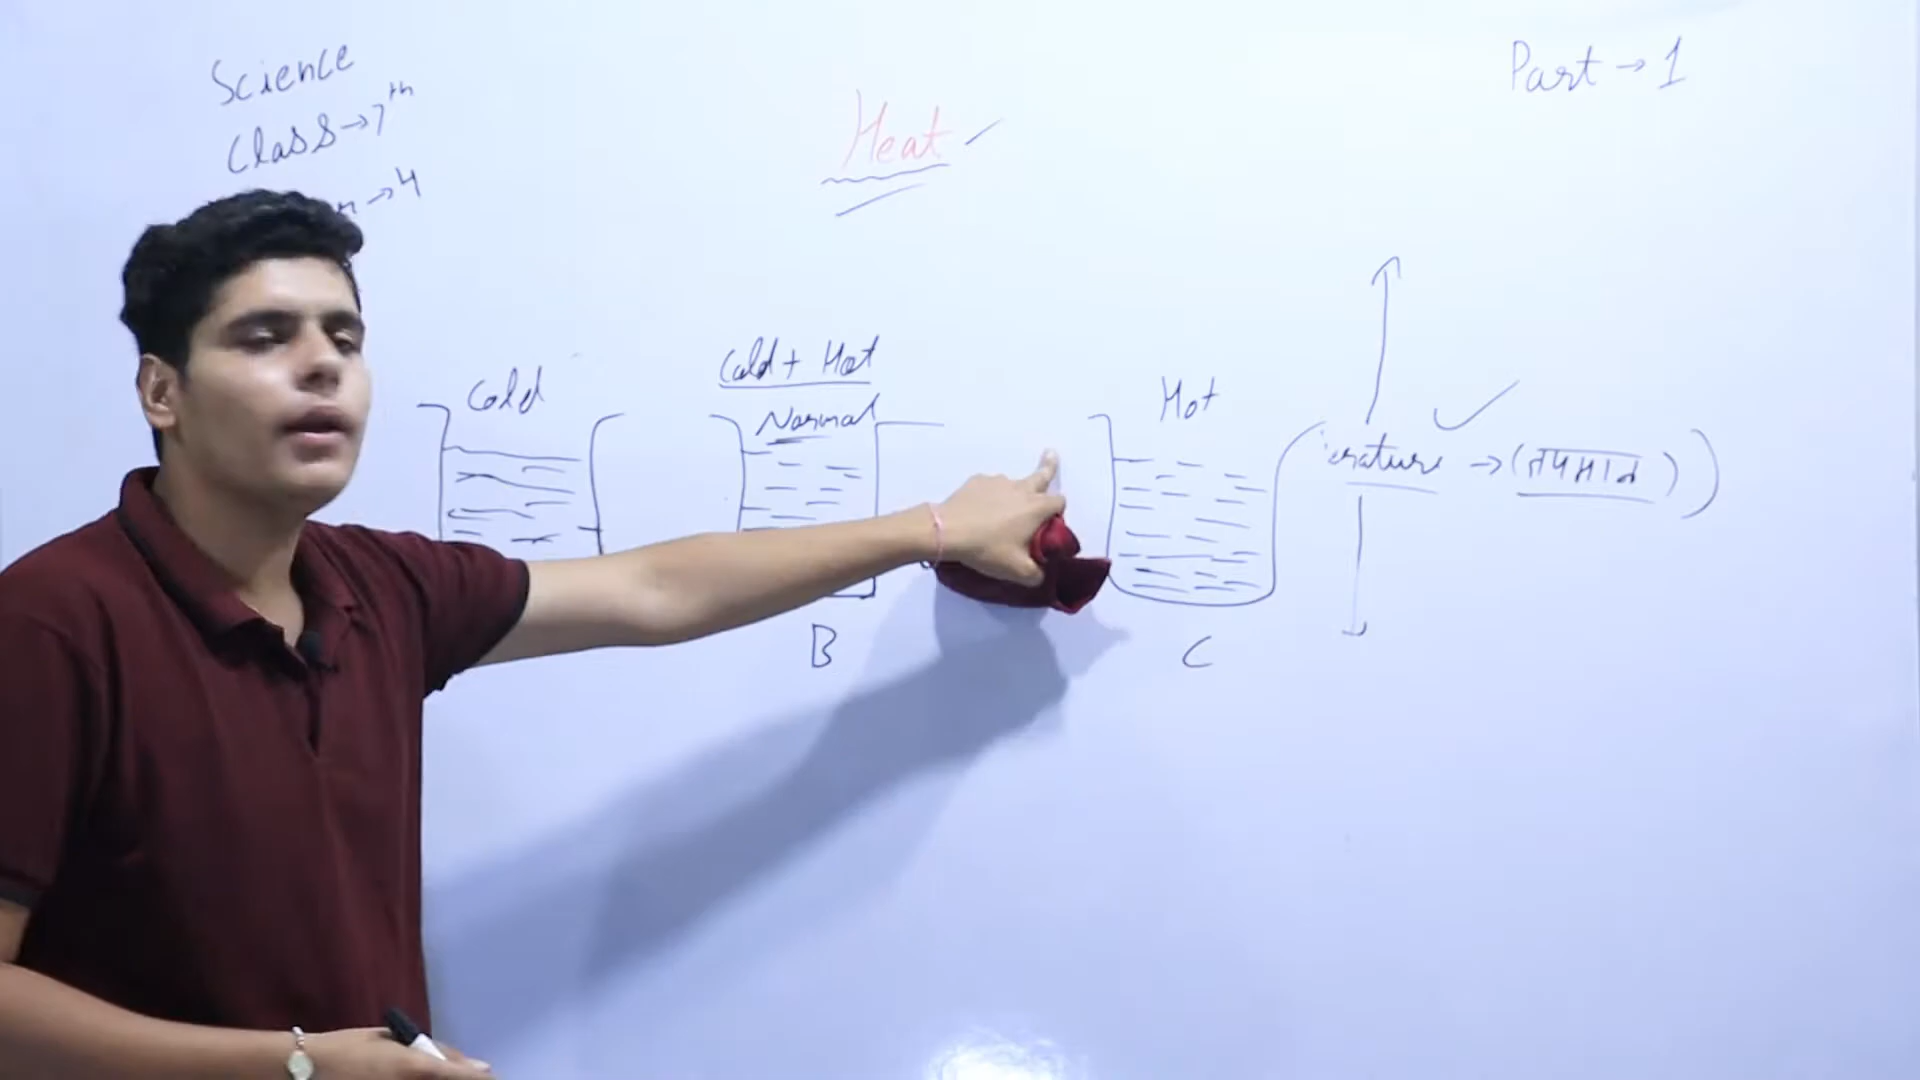 Science
Part → 1
Class → 7th
Heat
→ 4
Cold + Hot
Cold
Normal
Hot
erature → (तापमान)
B
C